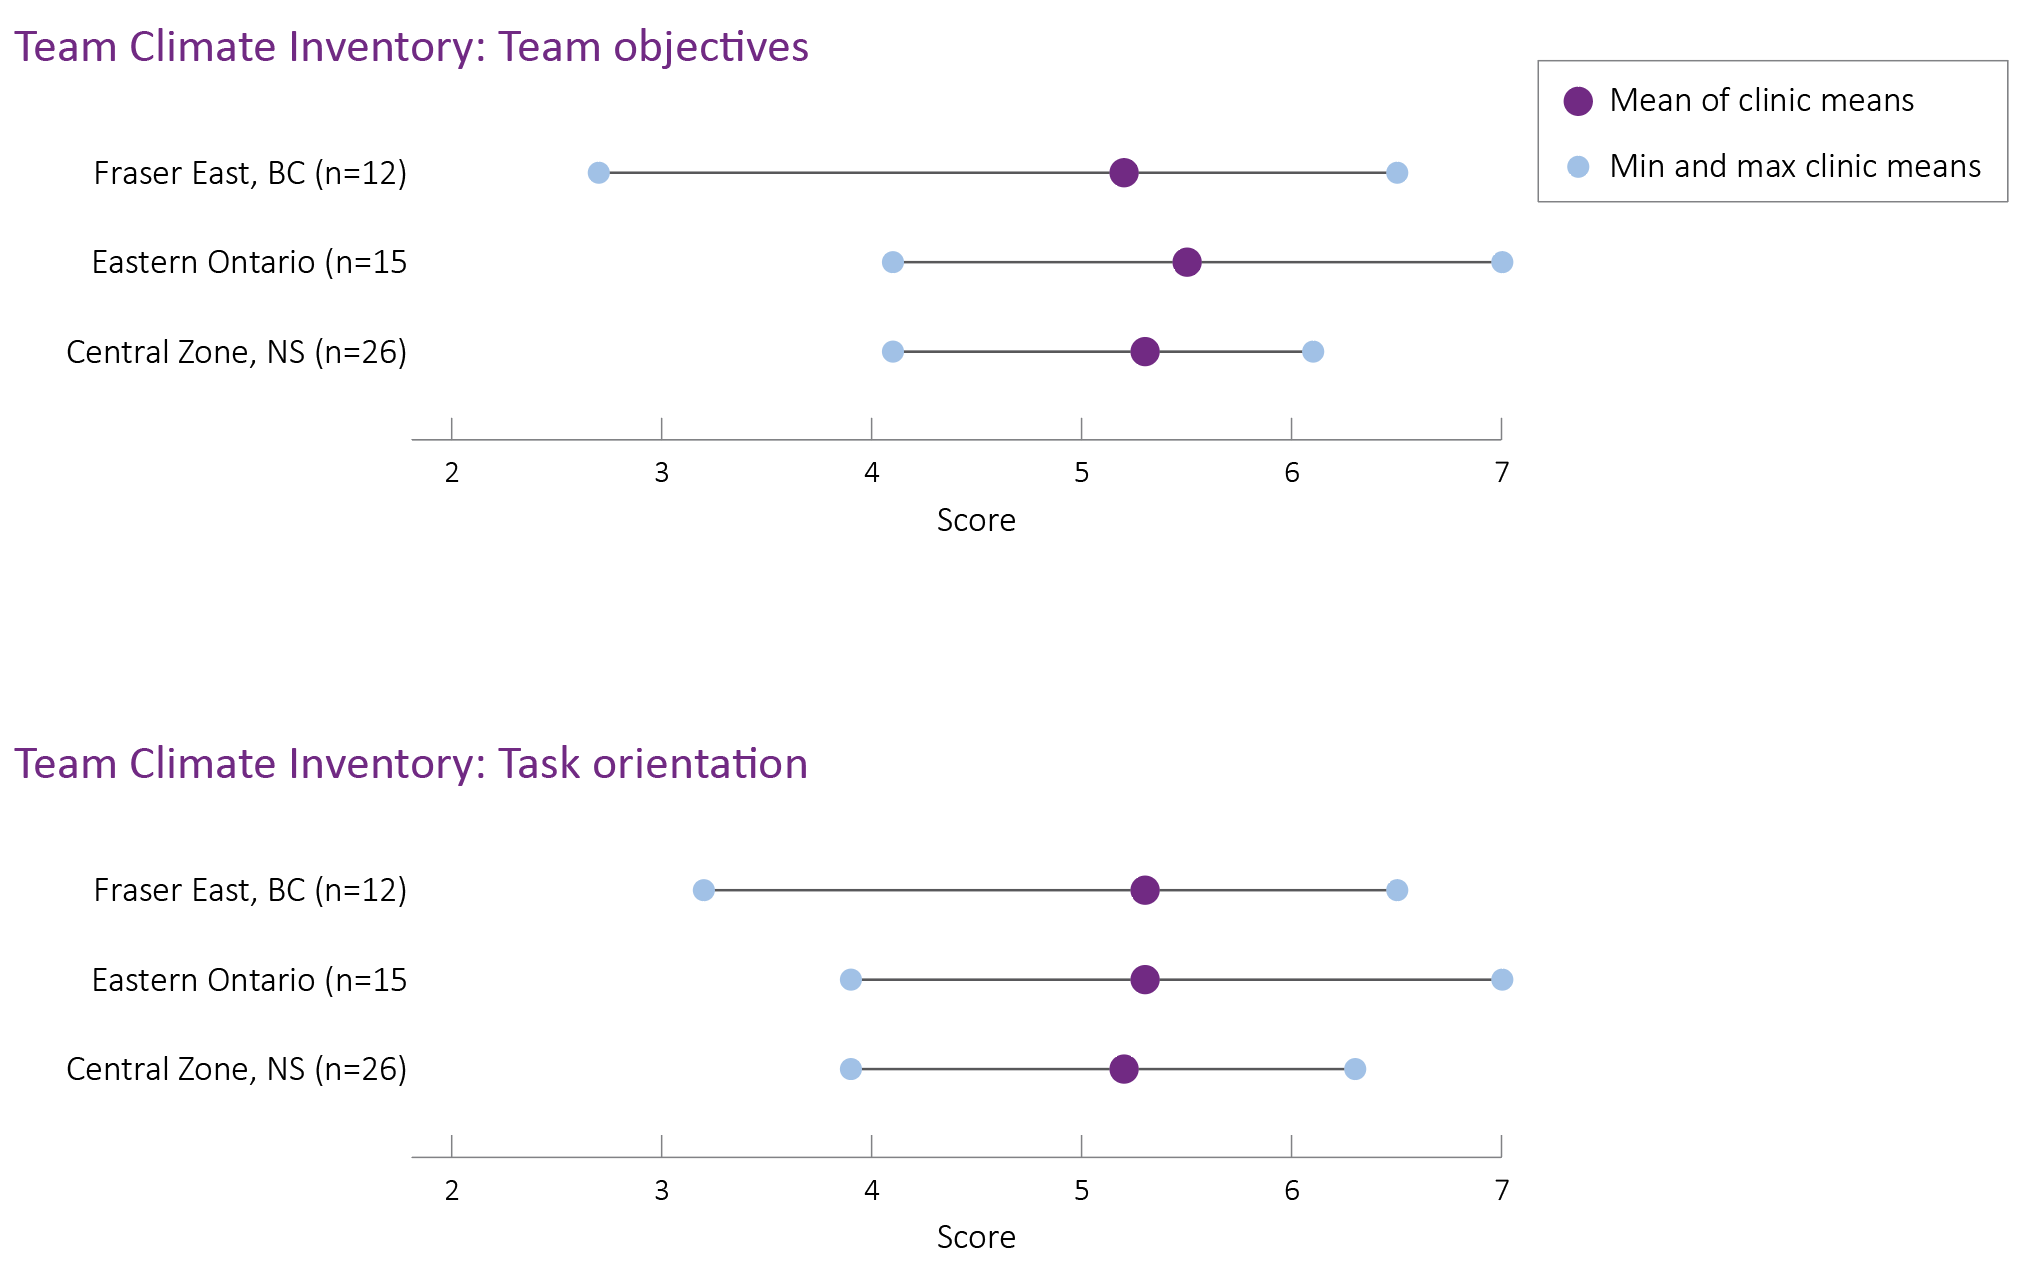 Team Climate Inventory: Team objectives
Mean of clinic means
Min and max clinic means
Fraser East, BC (n=12)
Eastern Ontario (n=15
Central Zone, NS (n=26)
2 3 4 5 6 7
Score
Team Climate Inventory: Task orientation
Fraser East, BC (n=12)
Eastern Ontario (n=15
Central Zone, NS (n=26)
2 3 4 5 6 7
Score